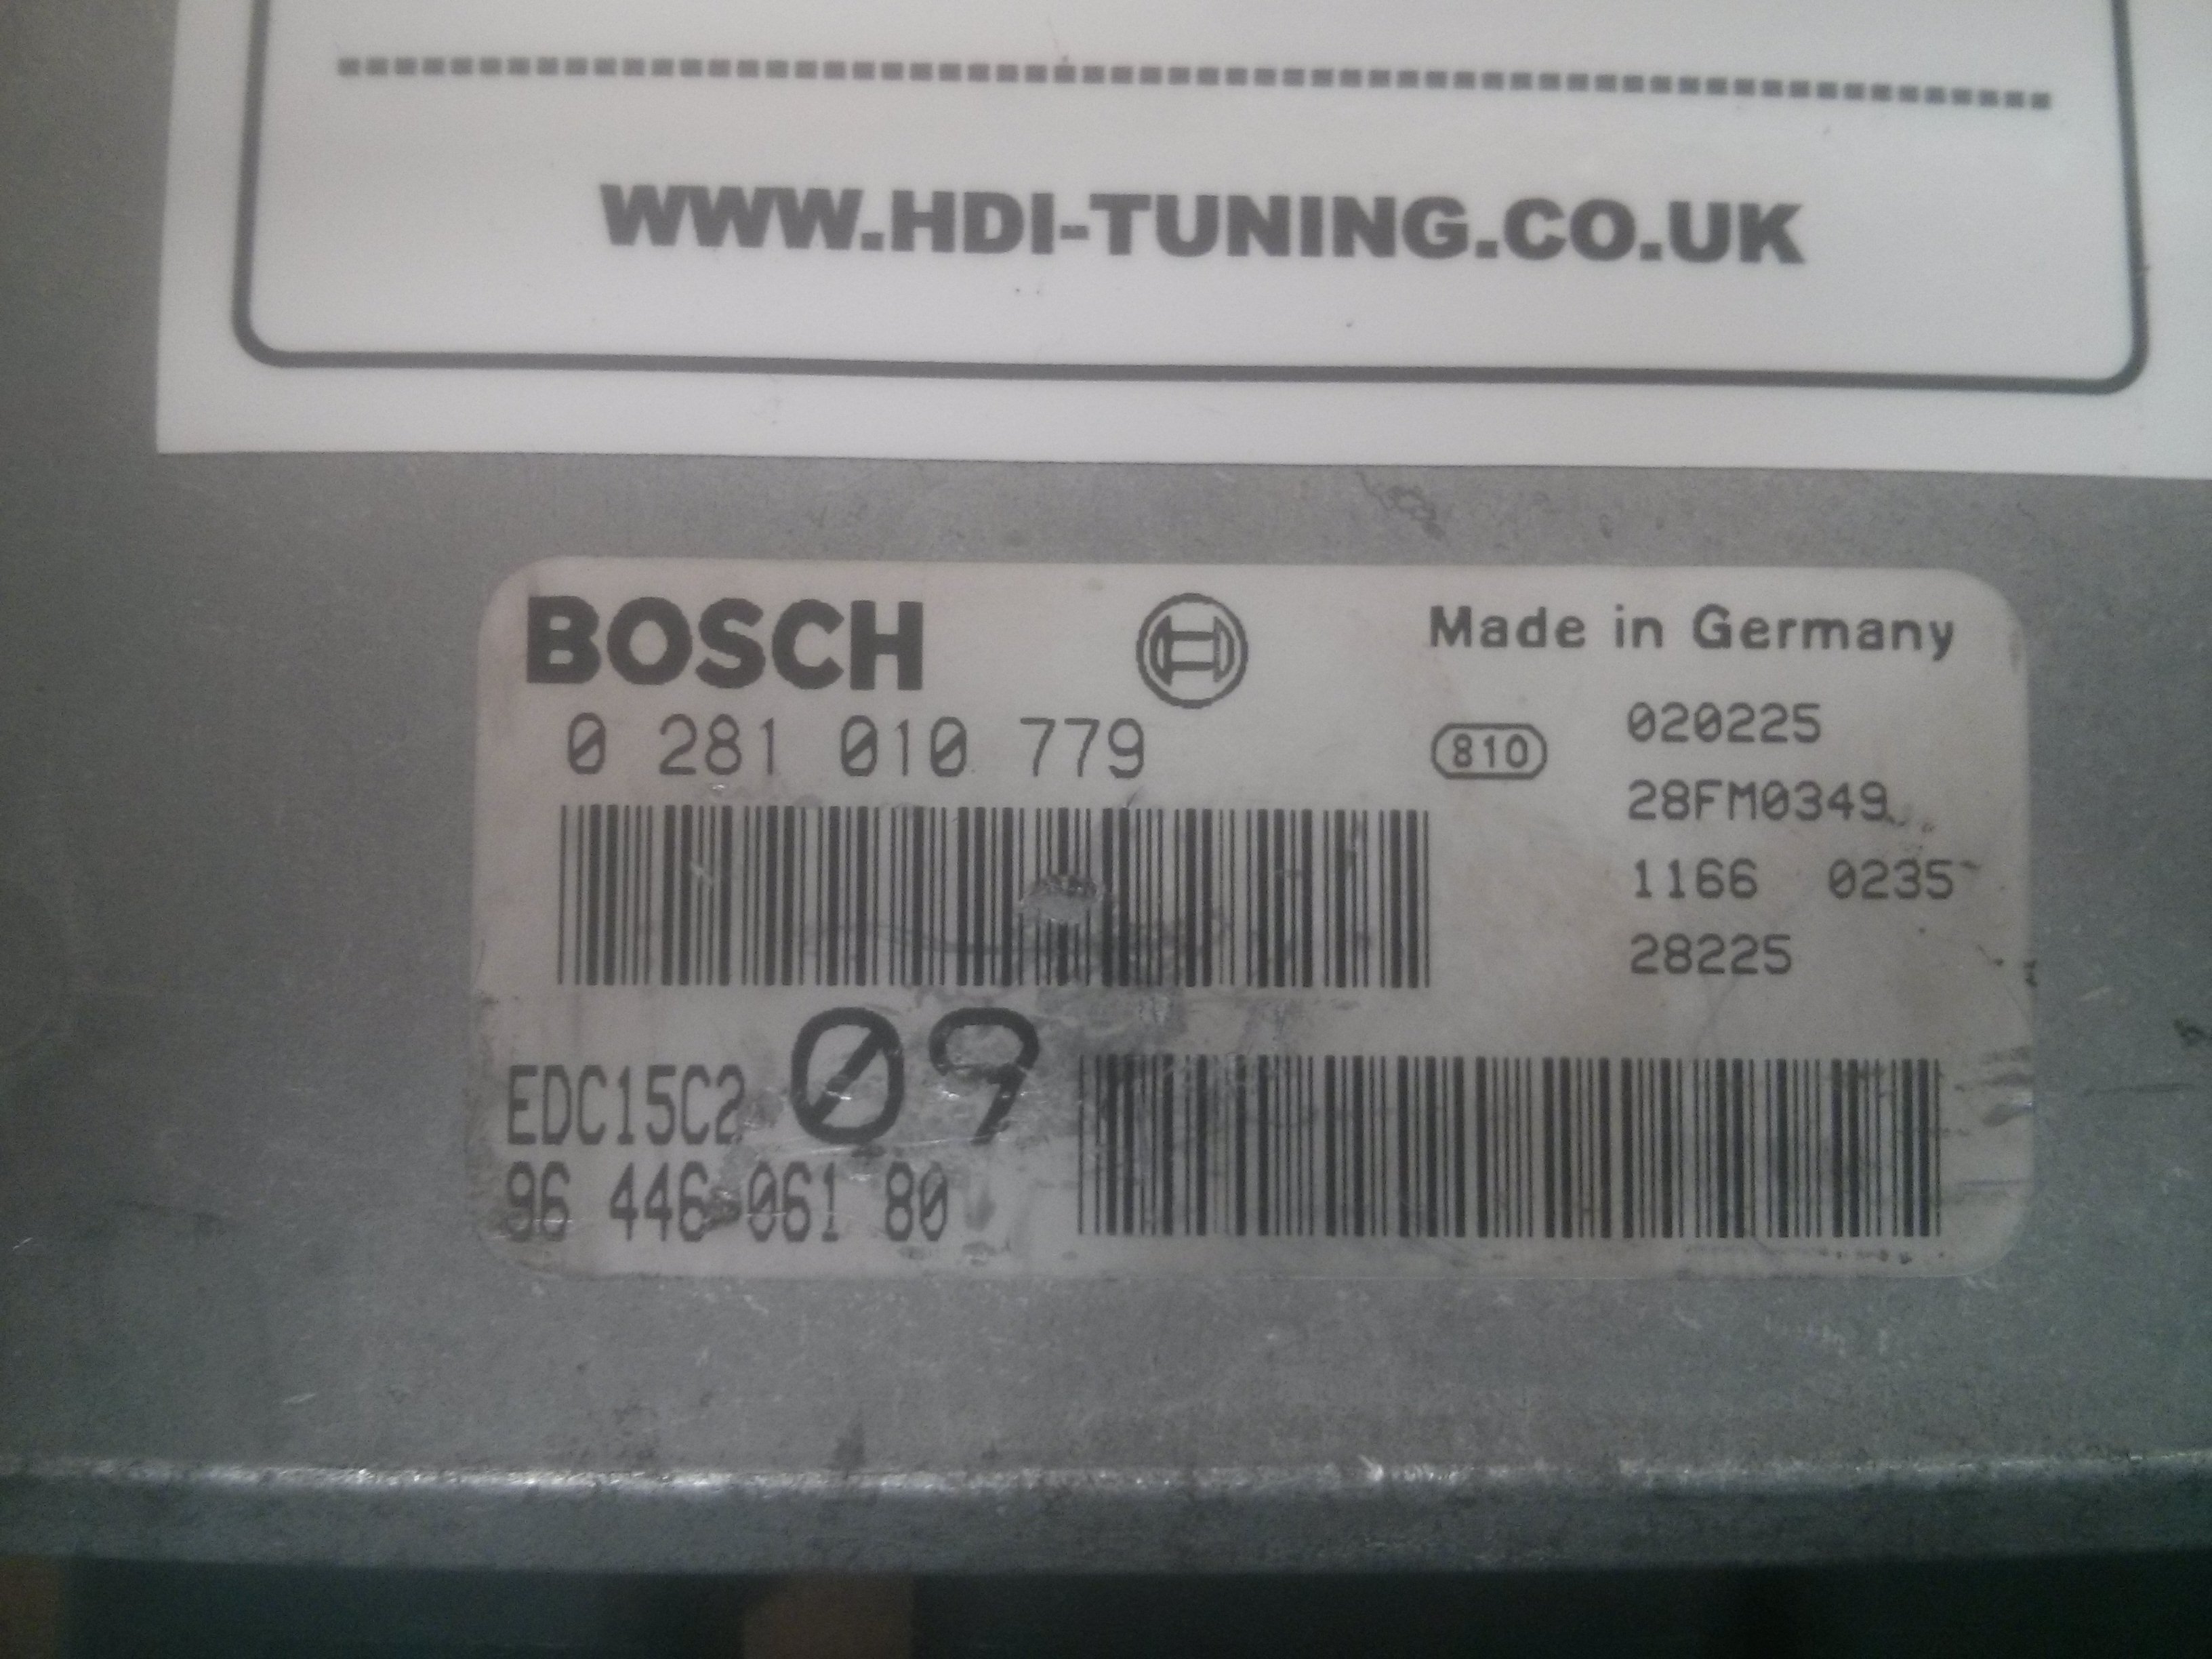 WWW.HDI-TUNING.CO.UK
BOSCH
Made in Germany
0 281 010 779
810
020225
28FM0349
1166 0235
28225
EDC15C2 09
96 446 061 80